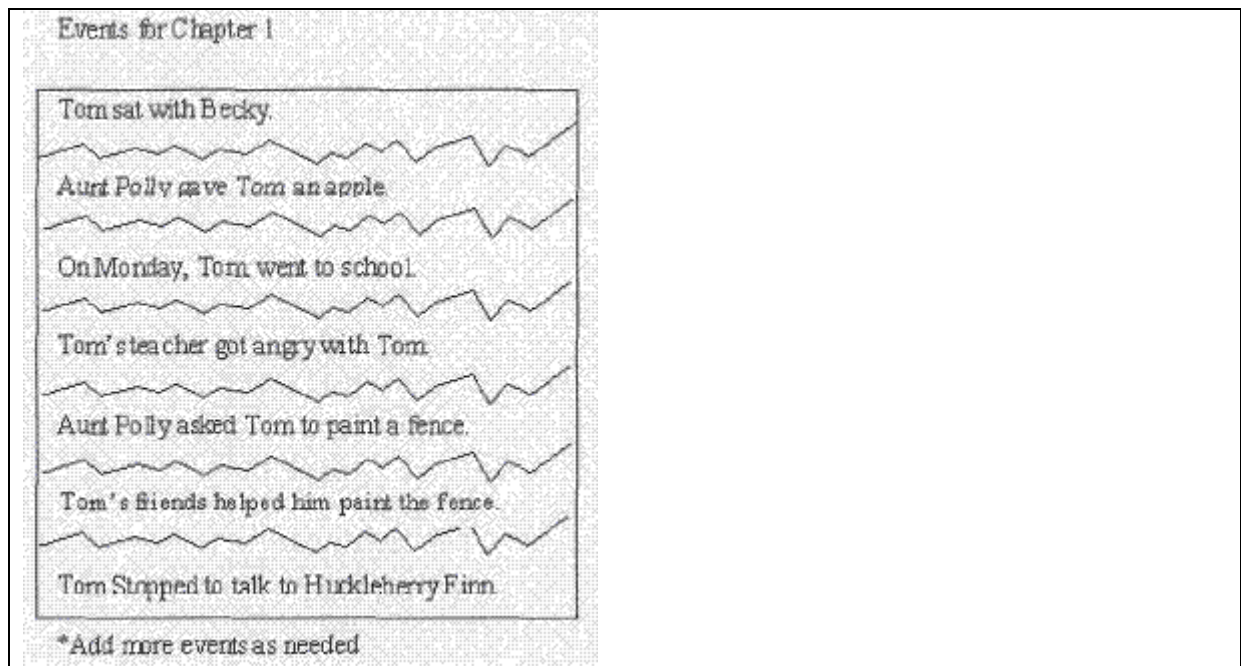 Events for Chapter 1
Tom sat with Becky.
Aunt Polly gave Tom an apple.
On Monday, Tom went to school.
Tom's teacher got angry with Tom.
Aunt Polly asked Tom to paint a fence.
Tom's friends helped him paint the fence.
Tom Stopped to talk to Huckleberry Finn.
*Add more events as needed